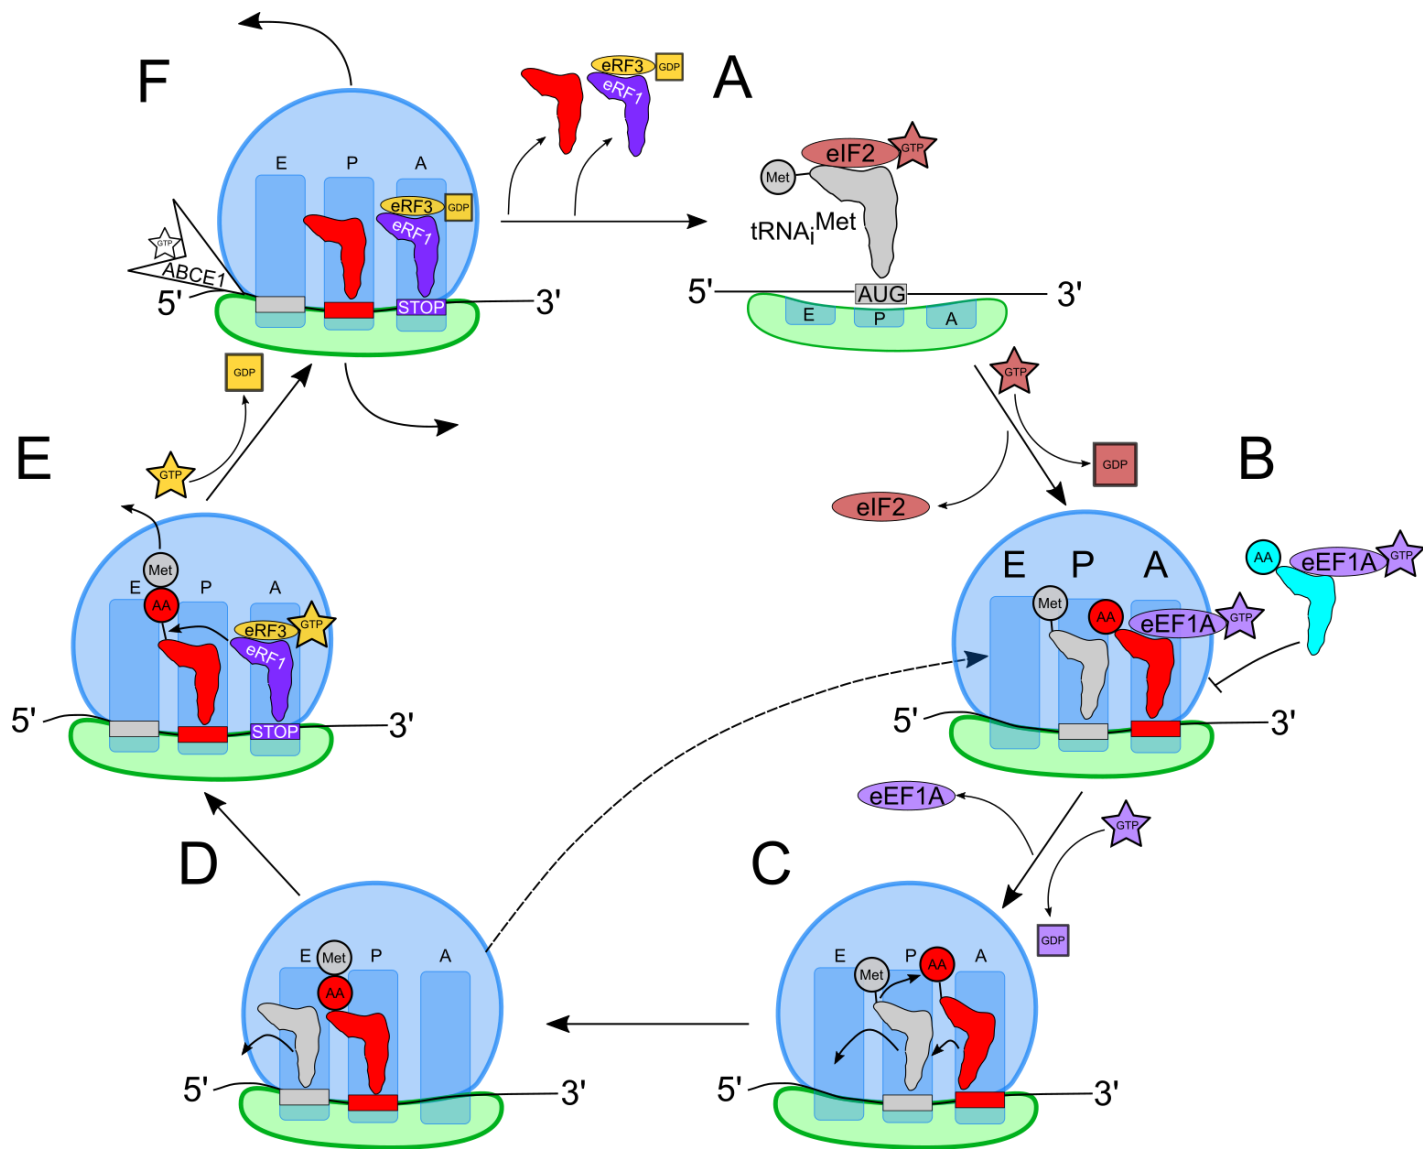 F
E
P
A
eRF3
GDP
eRF1
GTP
ABCE1
5'
STOP
3'
eRF3
GDP
eRF1
A
eIF2
GTP
Met
tRNAiMet
5'
AUG
3'
E
P
A
GTP
GDP
eIF2
B
E
P
A
Met
AA
eEF1A
GTP
AA
eEF1A
GTP
5'
3'
eEF1A
GTP
GDP
C
E
P
A
Met
AA
5'
3'
D
E
P
A
Met
AA
5'
3'
E
Met
E
P
A
AA
eRF3
GTP
eRF1
5'
STOP
3'
GTP
GDP